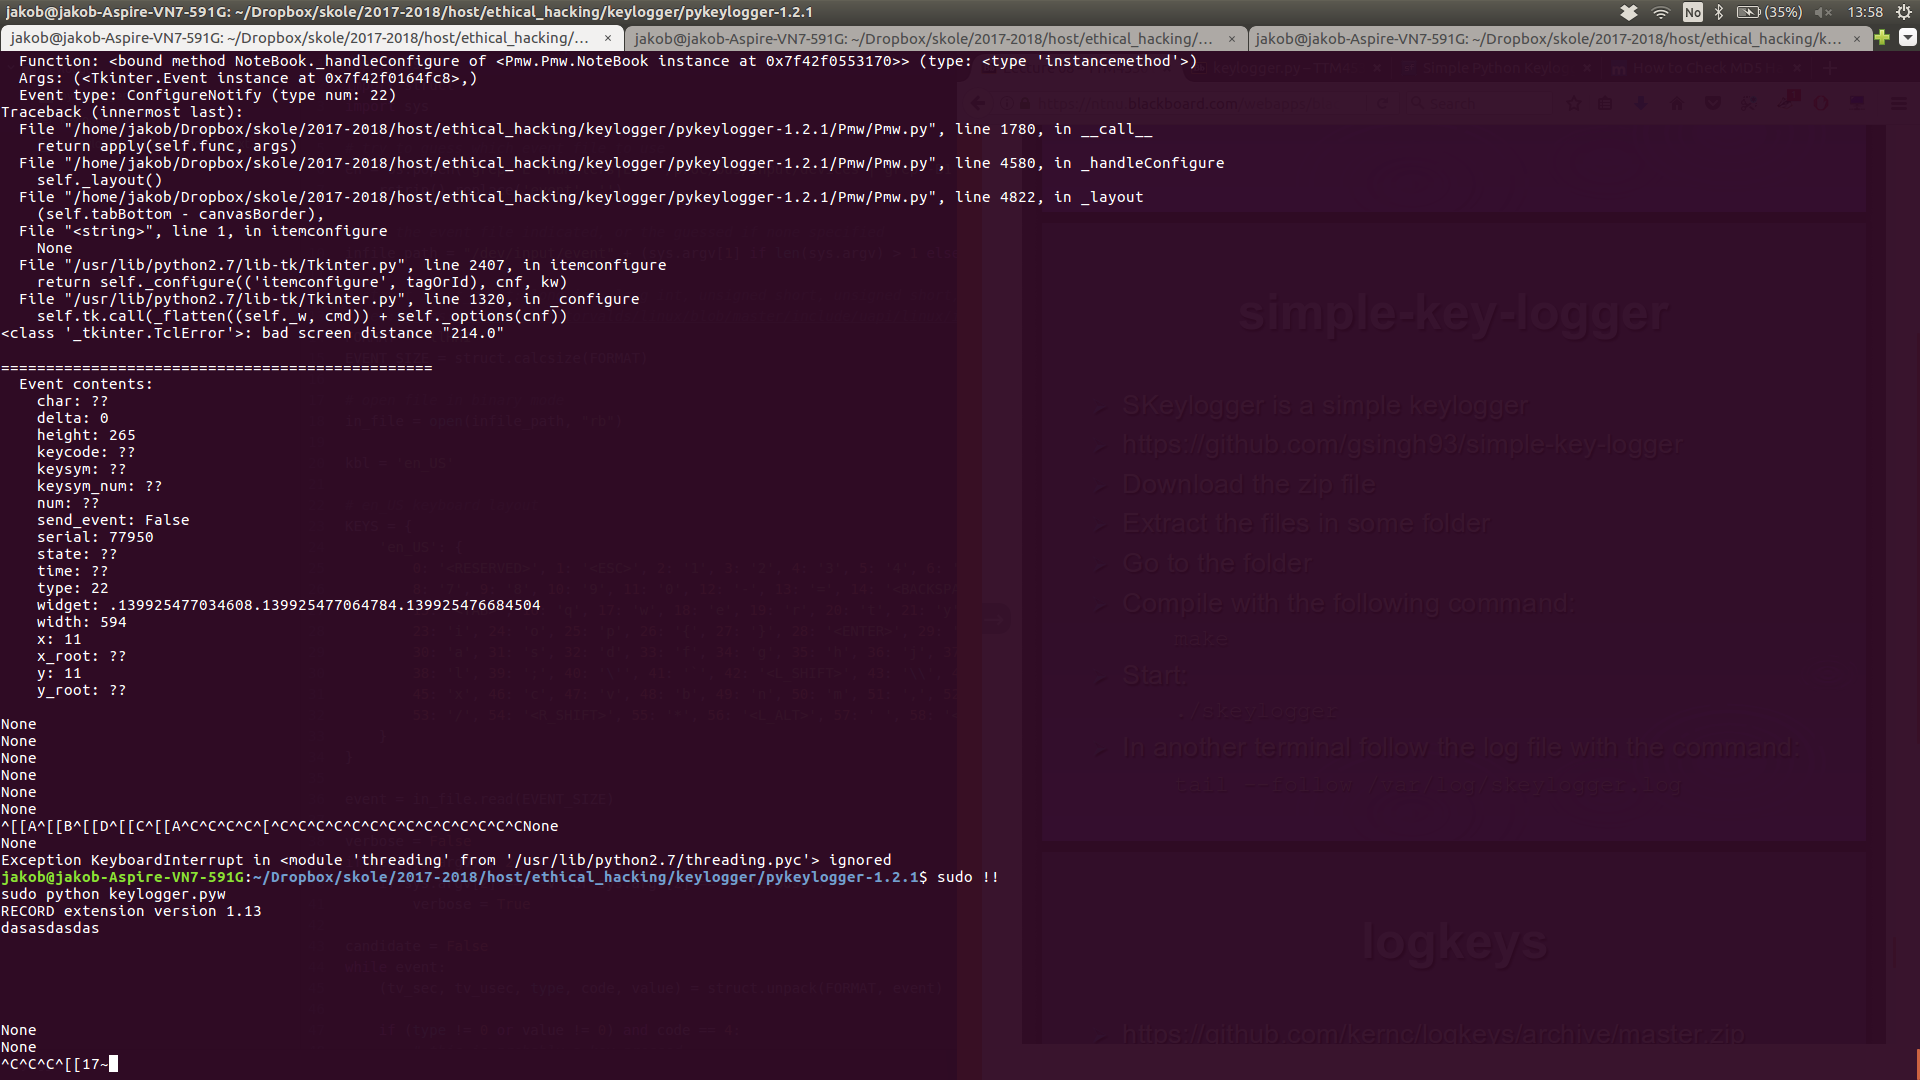 jakob@jakob-Aspire-VN7-591G: ~/Dropbox/skole/2017-2018/host/ethical_hacking/keylogger/pykeylogger-1.2.1
No
(35%)
13:58
jakob@jakob-Aspire-VN7-591G: ~/Dropbox/skole/2017-2018/host/ethical_hacking/... ×
jakob@jakob-Aspire-VN7-591G: ~/Dropbox/skole/2017-2018/host/ethical_hacking/... ×
jakob@jakob-Aspire-VN7-591G: ~/Dropbox/skole/2017-2018/host/ethical_hacking/k... ×
  Function: <bound method NoteBook._handleConfigure of <Pmw.Pmw.NoteBook instance at 0x7f42f0553170>> (type: <type 'instancemethod'>)
  Args: (<Tkinter.Event instance at 0x7f42f0164fc8>,)
  Event type: ConfigureNotify (type num: 22)
Traceback (innermost last):
  File "/home/jakob/Dropbox/skole/2017-2018/host/ethical_hacking/keylogger/pykeylogger-1.2.1/Pmw/Pmw.py", line 1780, in __call__
    return apply(self.func, args)
  File "/home/jakob/Dropbox/skole/2017-2018/host/ethical_hacking/keylogger/pykeylogger-1.2.1/Pmw/Pmw.py", line 4580, in _handleConfigure
    self._layout()
  File "/home/jakob/Dropbox/skole/2017-2018/host/ethical_hacking/keylogger/pykeylogger-1.2.1/Pmw/Pmw.py", line 4822, in _layout
    (self.tabBottom - canvasBorder),
  File "<string>", line 1, in itemconfigure
    None
  File "/usr/lib/python2.7/lib-tk/Tkinter.py", line 2407, in itemconfigure
    return self._configure(('itemconfigure', tagOrId), cnf, kw)
  File "/usr/lib/python2.7/lib-tk/Tkinter.py", line 1320, in _configure
    self.tk.call(_flatten((self._w, cmd)) + self._options(cnf))
<class '_tkinter.TclError'>: bad screen distance "214.0"
================================================
  Event contents:
    char: ??
    delta: 0
    height: 265
    keycode: ??
    keysym: ??
    keysym_num: ??
    num: ??
    send_event: False
    serial: 77950
    state: ??
    time: ??
    type: 22
    widget: .139925477034608.139925477064784.139925476684504
    width: 594
    x: 11
    x_root: ??
    y: 11
    y_root: ??
None
None
None
None
None
None
^[[A^[[B^[[D^[[C^[[A^C^C^C^C^[^C^C^C^C^C^C^C^C^C^C^C^C^C^CNone
None
Exception KeyboardInterrupt in <module 'threading' from '/usr/lib/python2.7/threading.pyc'> ignored
jakob@jakob-Aspire-VN7-591G:~/Dropbox/skole/2017-2018/host/ethical_hacking/keylogger/pykeylogger-1.2.1$ sudo !!
sudo python keylogger.pyw
RECORD extension version 1.13
dasasdasdas
None
None
^C^C^C^[[17~
simple-key-logger
SKeylogger is a simple keylogger
https://github.com/gsingh93/simple-key-logger
Download the zip file
Extract the files in some folder
Go to the folder
Compile with the following command:
make
Start:
./skeylogger
In another terminal follow the log file with the command:
tail --follow /var/log/skeylogger.log
logkeys
https://github.com/kernc/logkeys/archive/master.zip